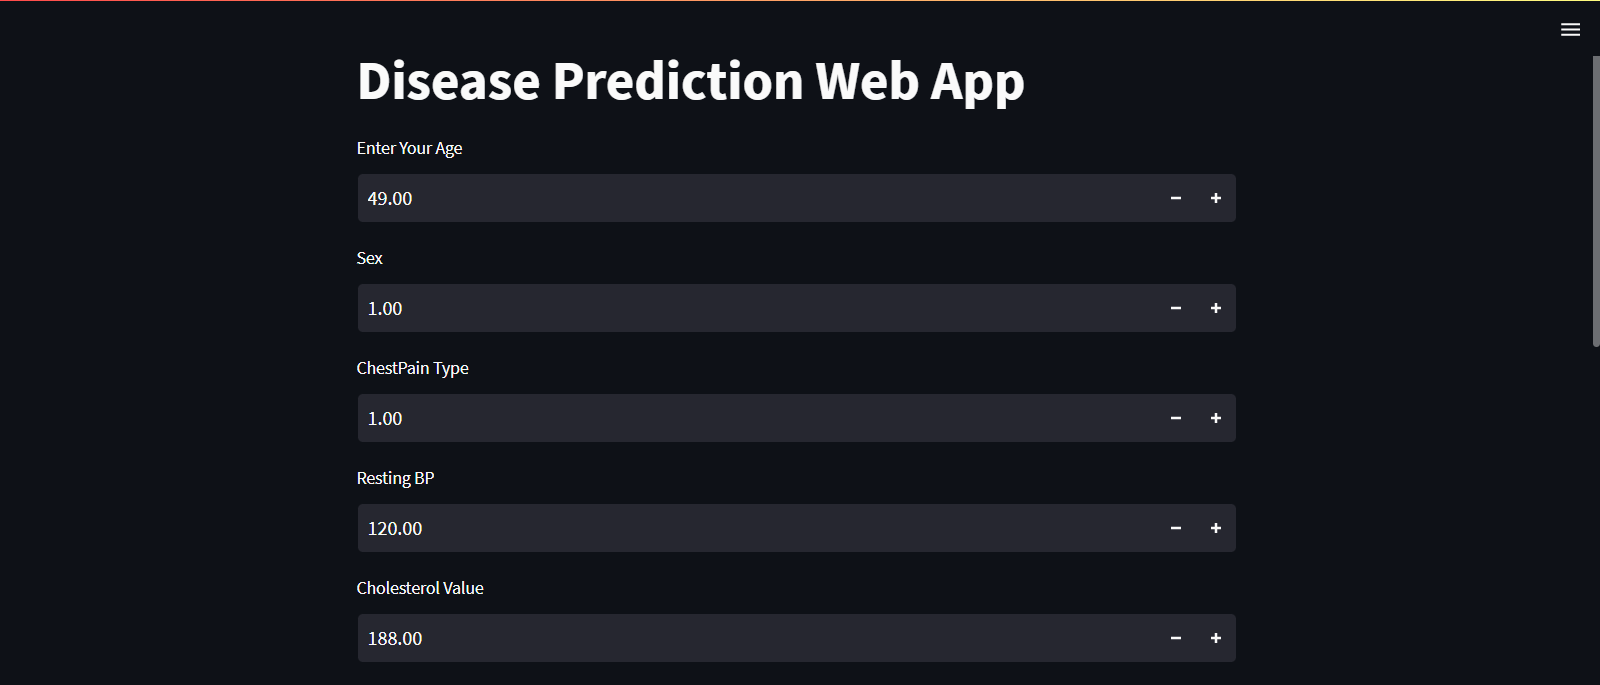 Disease Prediction Web App
Enter Your Age
49.00
Sex
1.00
ChestPain Type
1.00
Resting BP
120.00
Cholesterol Value
188.00